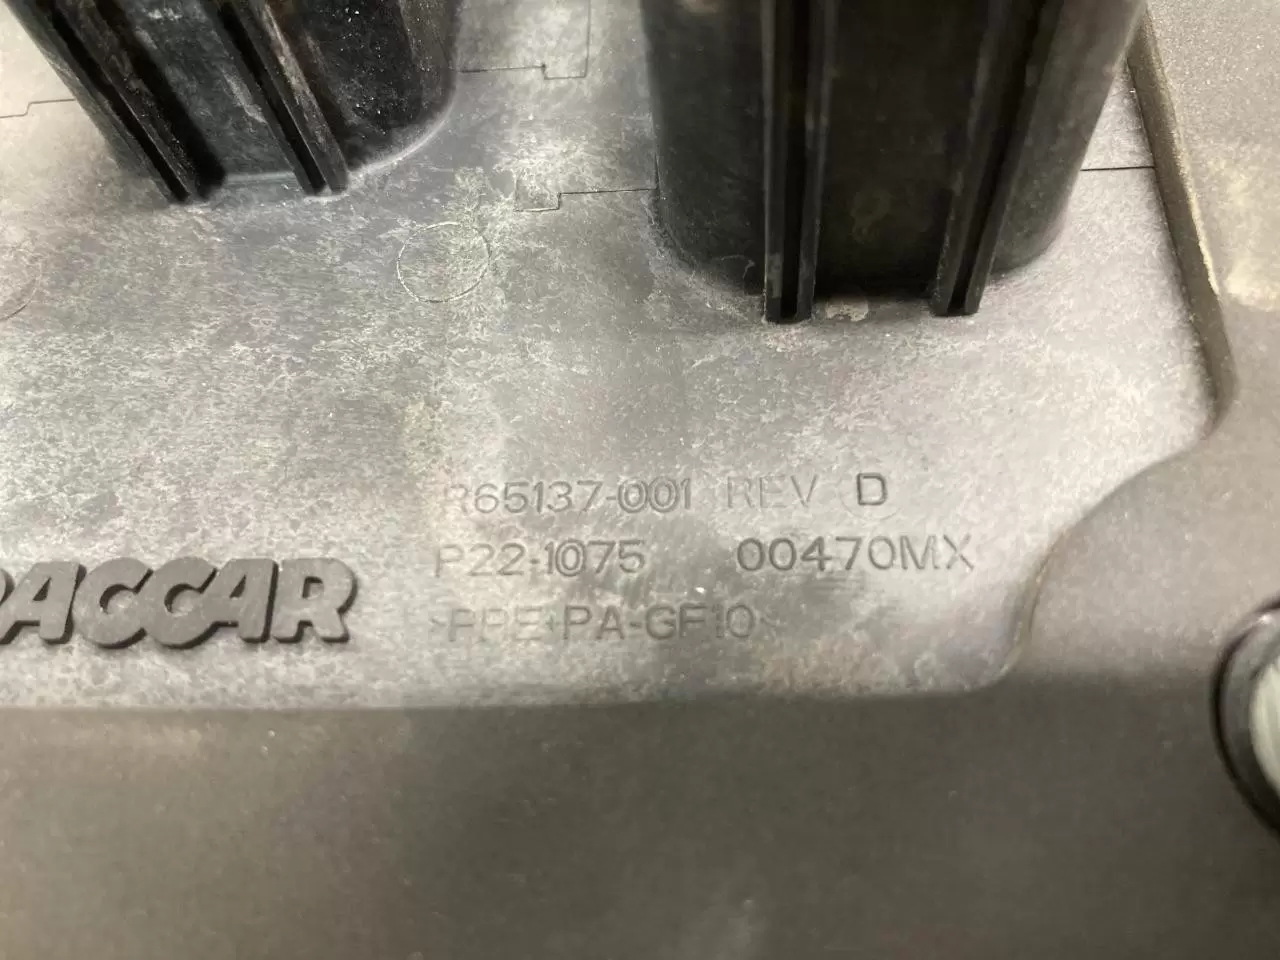 R65137-001 REV D
P22-1075 00470MX
PACCAR
>PPE+PA-GF10<